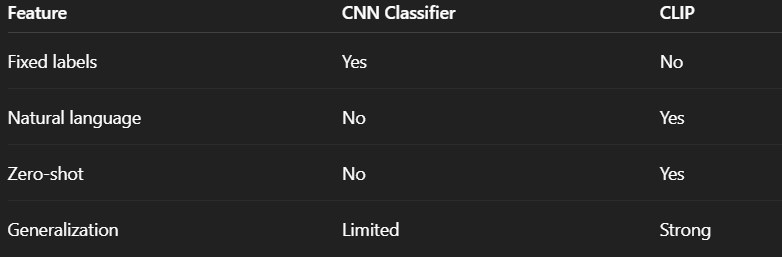 Feature CNN Classifier CLIP
Fixed labels Yes No
Natural language No Yes
Zero-shot No Yes
Generalization Limited Strong